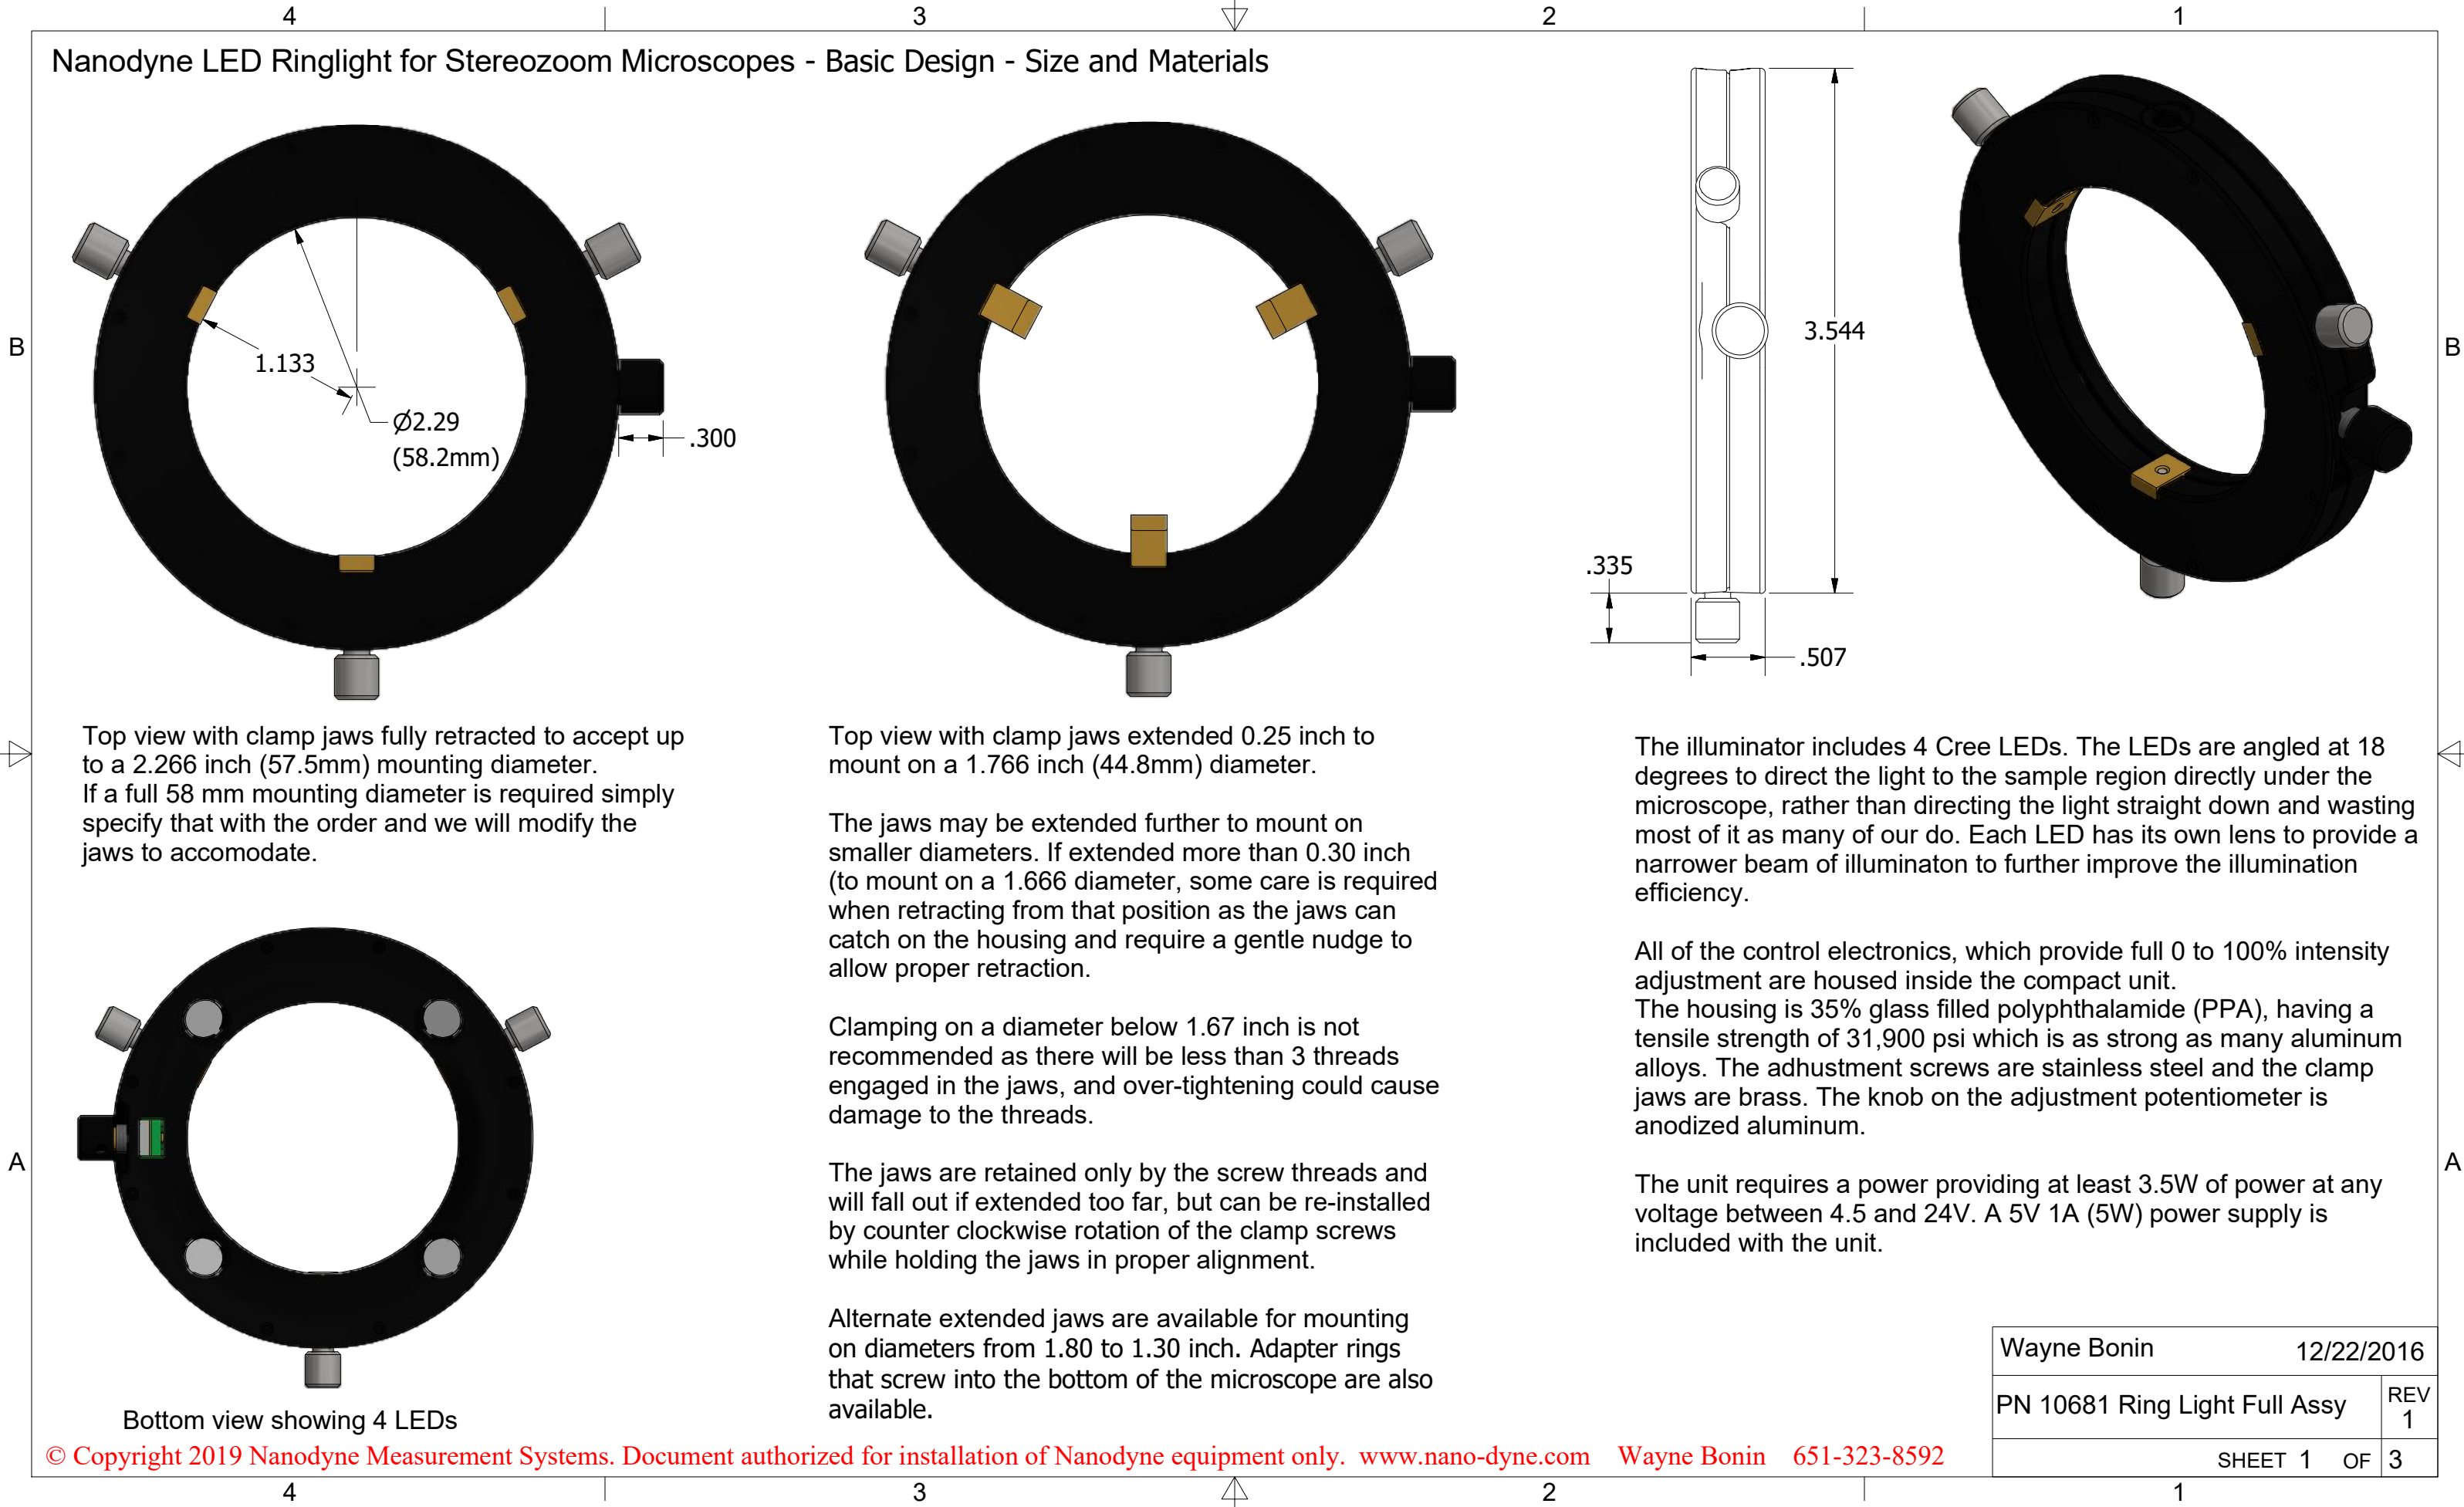 4 3 2 1
Nanodyne LED Ringlight for Stereozoom Microscopes - Basic Design - Size and Materials
B
B
1.133
Ø2.29
(58.2mm)
.300
3.544
.335
.507
Top view with clamp jaws fully retracted to accept up
to a 2.266 inch (57.5mm) mounting diameter.
If a full 58 mm mounting diameter is required simply
specify that with the order and we will modify the
jaws to accomodate.
Bottom view showing 4 LEDs
Top view with clamp jaws extended 0.25 inch to
mount on a 1.766 inch (44.8mm) diameter.
The jaws may be extended further to mount on
smaller diameters. If extended more than 0.30 inch
(to mount on a 1.666 diameter, some care is required
when retracting from that position as the jaws can
catch on the housing and require a gentle nudge to
allow proper retraction.
Clamping on a diameter below 1.67 inch is not
recommended as there will be less than 3 threads
engaged in the jaws, and over-tightening could cause
damage to the threads.
The jaws are retained only by the screw threads and
will fall out if extended too far, but can be re-installed
by counter clockwise rotation of the clamp screws
while holding the jaws in proper alignment.
Alternate extended jaws are available for mounting
on diameters from 1.80 to 1.30 inch. Adapter rings
that screw into the bottom of the microscope are also
available.
The illuminator includes 4 Cree LEDs. The LEDs are angled at 18
degrees to direct the light to the sample region directly under the
microscope, rather than directing the light straight down and wasting
most of it as many of our do. Each LED has its own lens to provide a
narrower beam of illuminaton to further improve the illumination
efficiency.
All of the control electronics, which provide full 0 to 100% intensity
adjustment are housed inside the compact unit.
The housing is 35% glass filled polyphthalamide (PPA), having a
tensile strength of 31,900 psi which is as strong as many aluminum
alloys. The adhustment screws are stainless steel and the clamp
jaws are brass. The knob on the adjustment potentiometer is
anodized aluminum.
The unit requires a power providing at least 3.5W of power at any
voltage between 4.5 and 24V. A 5V 1A (5W) power supply is
included with the unit.
A
A
Wayne Bonin 12/22/2016
PN 10681 Ring Light Full Assy
REV
1
SHEET 1 OF 3
© Copyright 2019 Nanodyne Measurement Systems. Document authorized for installation of Nanodyne equipment only. www.nano-dyne.com Wayne Bonin 651-323-8592
4 3 2 1